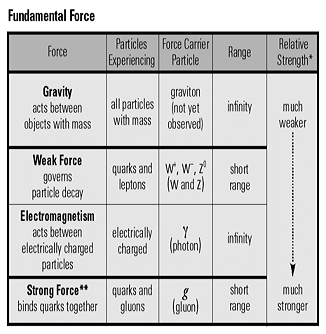 Fundamental Force
Force
Particles
Experiencing
Force Carrier
Particle
Range
Relative
Strength*
Gravity
acts between
objects with mass
all particles
with mass
graviton
(not yet
observed)
infinity
much
weaker
Weak Force
governs
particle decay
quarks and
leptons
W⁺, W⁻, Z⁰
(W and Z)
short
range
Electromagnetism
acts between
electrically charged
particles
electrically
charged
γ
(photon)
infinity
Strong Force**
binds quarks together
quarks and
gluons
g
(gluon)
short
range
much
stronger